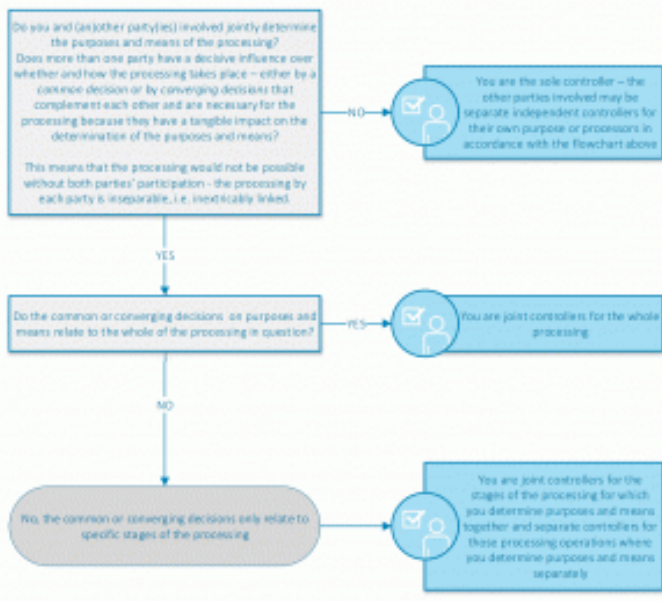 Do you and (an)other party(ies) involved jointly determine
the purposes and means of the processing?
Does more than one party have a decisive influence over
whether and how the processing takes place – either by a
common decision or by converging decisions that
complement each other and are necessary for the
processing because they have a tangible impact on the
determination of the purposes and means?
This means that the processing would not be possible
without both parties' participation - the processing by
each party is inseparable, i.e. inextricably linked.
NO
You are the sole controller – the
other parties involved may be
separate independent controllers for
their own purpose or processors in
accordance with the flowchart above
YES
Do the common or converging decisions on purposes and
means relate to the whole of the processing in question?
YES
You are joint controllers for the whole
processing
NO
No, the common or converging decisions only relate to
specific stages of the processing
You are joint controllers for the
stages of the processing for which
you determine purposes and means
together and separate controllers for
those processing operations where
you determine purposes and means
separately